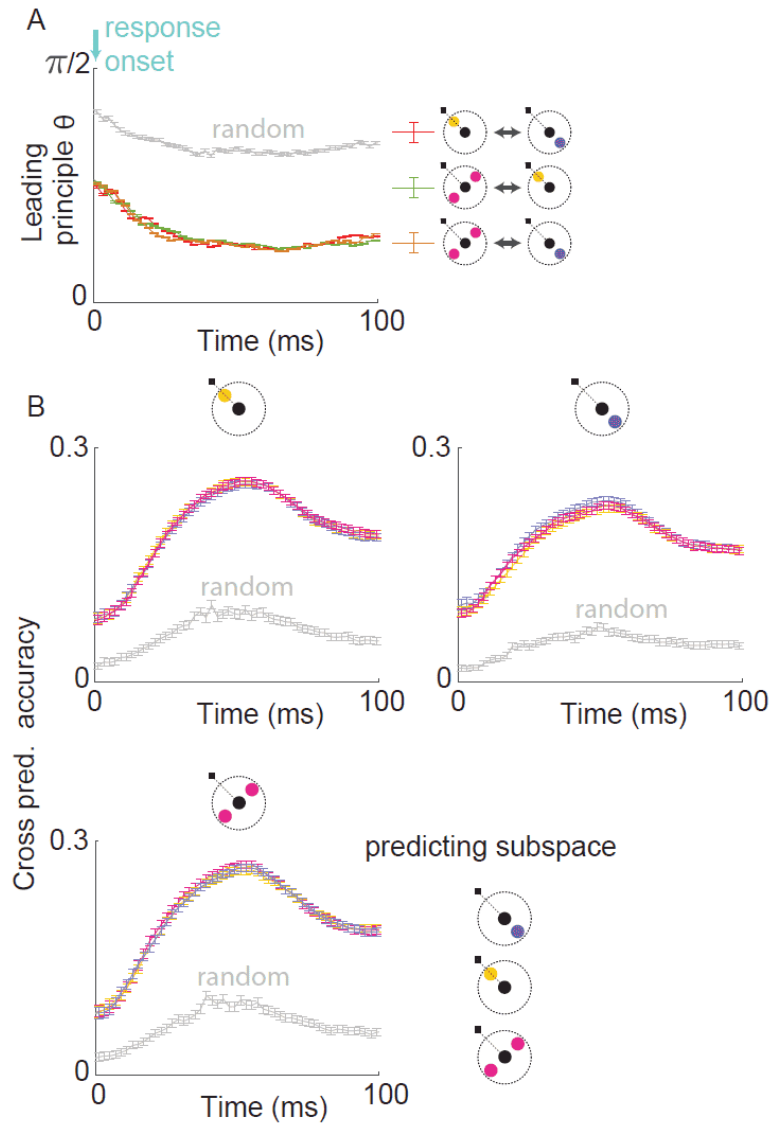 A
response
onset
π/2
random
Leading
principle θ
0
0
100
Time (ms)
B
0.3
0.3
random
random
0
0
0
100
0
100
Time (ms)
Time (ms)
Cross pred. accuracy
0.3
predicting subspace
random
0
0
100
Time (ms)